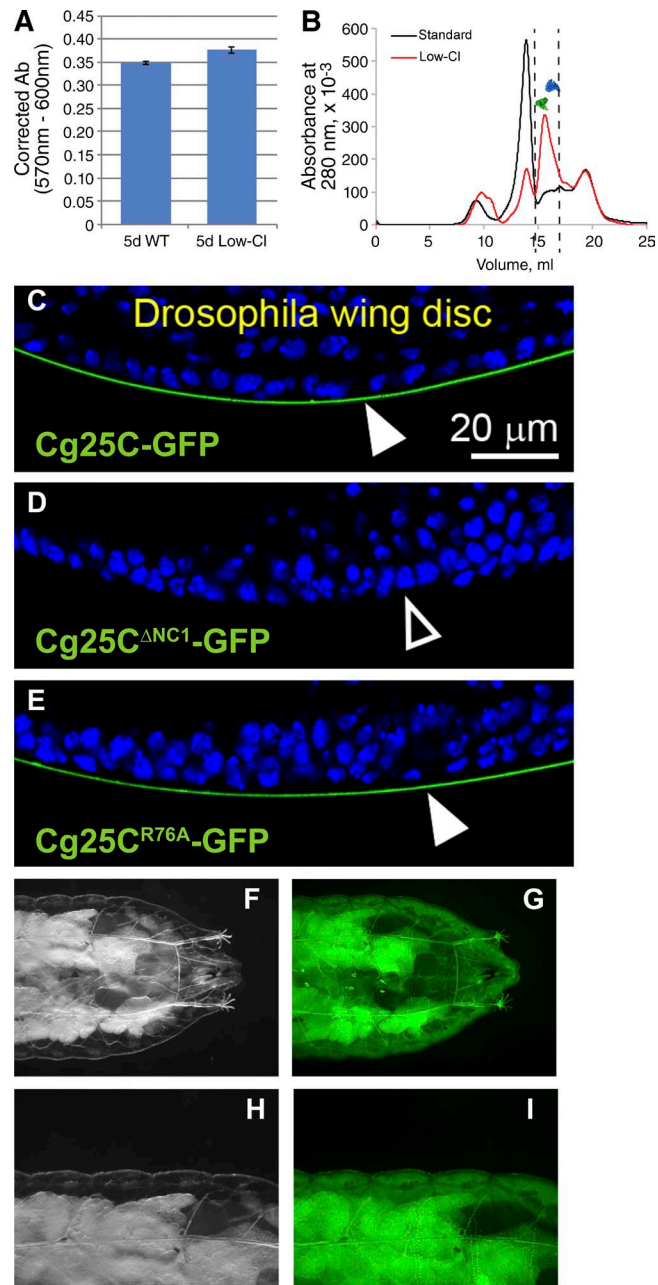 A
Corrected Ab
(570nm - 600nm)
0.45
0.40
0.35
0.30
0.25
0.20
0.15
0.10
0.05
0
5d WT
5d Low-Cl
B
Absorbance at
280 nm, x 10-3
600
500
400
300
200
100
0
Standard
Low-Cl
0
5
10
15
20
25
Volume, ml
C
Drosophila wing disc
Cg25C-GFP
20 μm
D
Cg25CΔNC1-GFP
E
Cg25CR76A-GFP
F
G
H
I